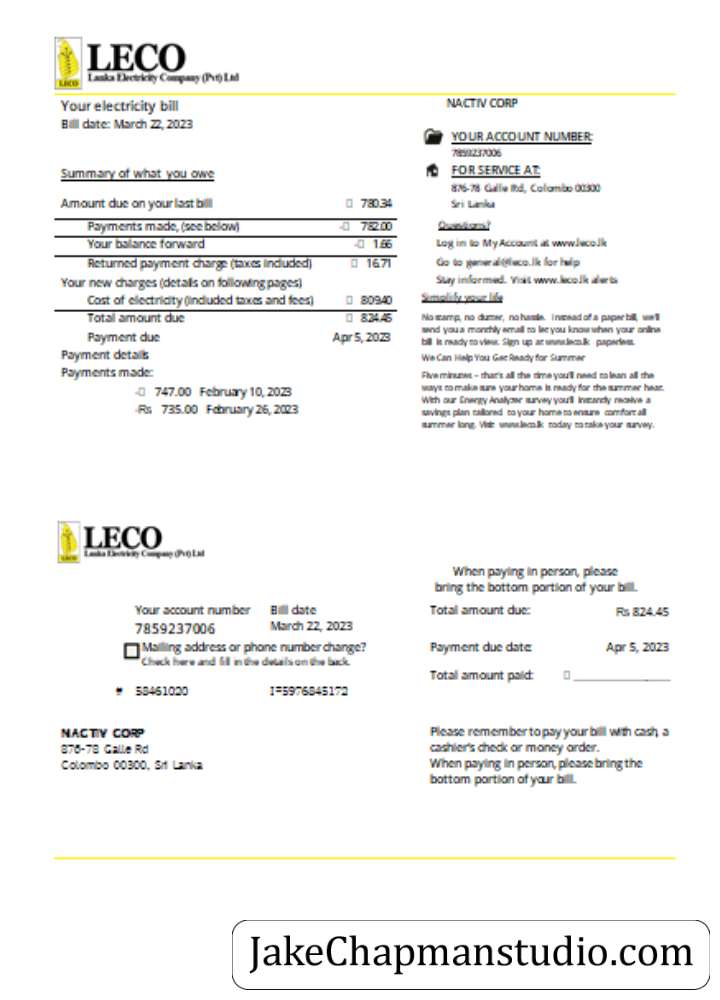 LECO
Lanka Electricity Company (Pvt) Ltd
LECO
Your electricity bill
Bill date: March 22, 2023
Summary of what you owe
Amount due on your last bill 780.34
Payments made, (see below) - 782.00
Your balance forward - 1.66
Returned payment charge (taxes included) 16.71
Your new charges (details on following pages)
Cost of electricity (included taxes and fees) 809.40
Total amount due 824.45
Payment due Apr 5, 2023
Payment details
Payments made:
- 747.00 February 10, 2023
-Rs 735.00 February 26, 2023
NACTIV CORP
YOUR ACCOUNT NUMBER:
7859237006
FOR SERVICE AT:
876-78 Galle Rd, Colombo 00300
Sri Lanka
Questions?
Log in to My Account at www.leco.lk
Go to general@leco.lk for help
Stay informed. Visit www.leco.lk alerts
Simplify your life
No stamp, no clutter, no hassle. Instead of a paper bill, we'll
send you a monthly email to let you know when your online
bill is ready to view. Sign up at www.leco.lk paperless.
We Can Help You Get Ready for Summer
Five minutes – that's all the time you'll need to lean all the
ways to make sure your home is ready for the summer heat.
With our Energy Analyzer survey you'll instantly receive a
savings plan tailored to your home to ensure comfort all
summer long. Visit www.leco.lk today to take your survey.
LECO
Lanka Electricity Company (Pvt) Ltd
LECO
When paying in person, please
bring the bottom portion of your bill.
Your account number Bill date
7859237006 March 22, 2023
Mailing address or phone number change?
Check here and fill in the details on the back.
# 58461020 1=5976845172
Total amount due: Rs 824.45
Payment due date: Apr 5, 2023
Total amount paid:
NACTIV CORP
876-78 Galle Rd
Colombo 00300, Sri Lanka
Please remember to pay your bill with cash, a
cashier's check or money order.
When paying in person, please bring the
bottom portion of your bill.
JakeChapmanstudio.com